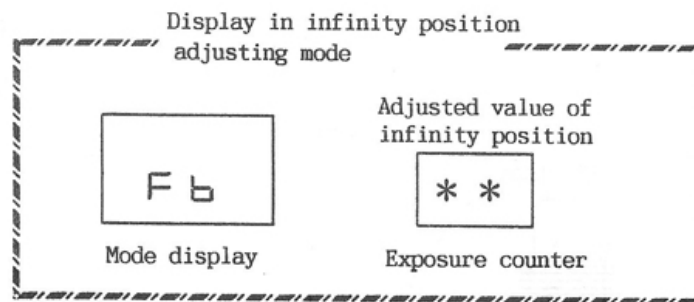 Display in infinity position
adjusting mode
Adjusted value of
infinity position
F b
* *
Mode display
Exposure counter